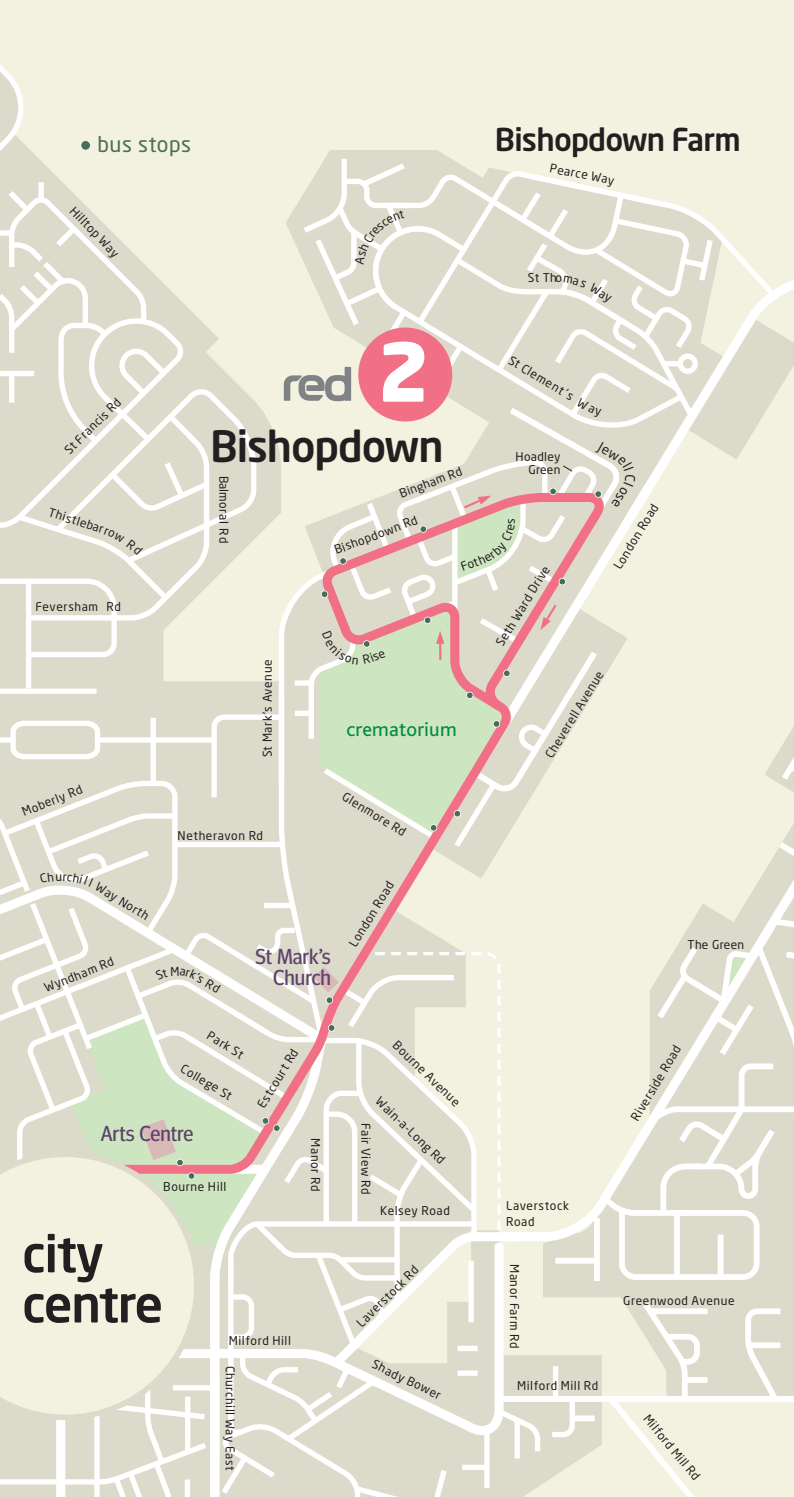 Bishopdown Farm
bus stops
Pearce Way
Hilltop Way
Ash Crescent
St Thomas Way
red 2
St Clement's Way
St Francis Rd
Bishopdown
Hoadley
Green
Jewell Close
Bingham Rd
Balmoral Rd
Thistlebarrow Rd
Bishopdown Rd
Fotherby Cres
London Road
Feversham Rd
Seth Ward Drive
Denison Rise
St Mark's Avenue
Cheverell Avenue
crematorium
Moberly Rd
Glenmore Rd
Netheravon Rd
Churchill Way North
London Road
The Green
St Mark's
Church
Wyndham Rd
St Mark's Rd
Park St
College St
Estcourt Rd
Bourne Avenue
Riverside Road
Wain-a-Long Rd
Arts Centre
Manor Rd
Fair View Rd
Bourne Hill
Kelsey Road
Laverstock
Road
city
centre
Laverstock Rd
Manor Farm Rd
Greenwood Avenue
Milford Hill
Shady Bower
Milford Mill Rd
Churchill Way East
Milford Mill Rd